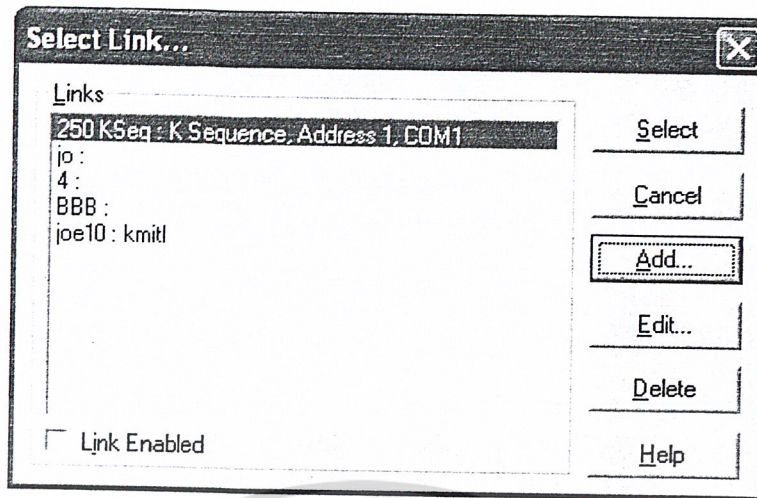 Select Link...
Links
250 KSeq : K Sequence, Address 1, COM1
jo :
4 :
BBB :
joe10 : kmitl
Link Enabled
Select
Cancel
Add...
Edit...
Delete
Help